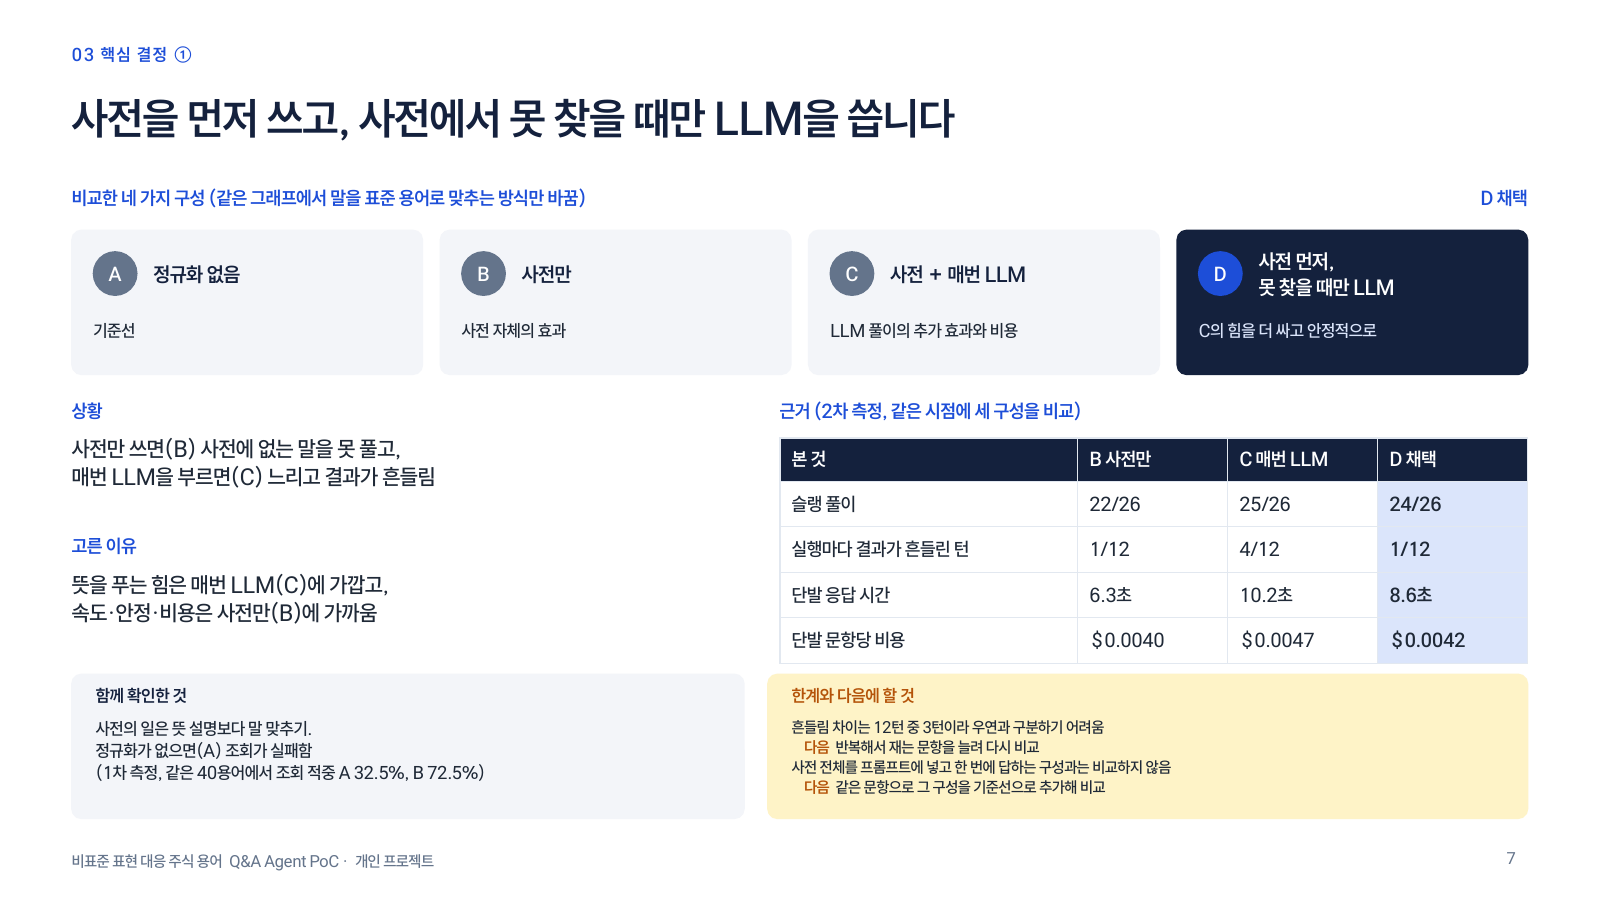 03 핵심 결정 ①
사전을 먼저 쓰고, 사전에서 못 찾을 때만 LLM을 씁니다
비교한 네 가지 구성 (같은 그래프에서 말을 표준 용어로 맞추는 방식만 바꿈)
D 채택
A 정규화 없음
기준선
B 사전만
사전 자체의 효과
C 사전 + 매번 LLM
LLM 풀이의 추가 효과와 비용
D 사전 먼저,
못 찾을 때만 LLM
C의 힘을 더 싸고 안정적으로
상황
사전만 쓰면(B) 사전에 없는 말을 못 풀고,
매번 LLM을 부르면(C) 느리고 결과가 흔들림
고른 이유
뜻을 푸는 힘은 매번 LLM(C)에 가깝고,
속도·안정·비용은 사전만(B)에 가까움
근거 (2차 측정, 같은 시점에 세 구성을 비교)
본 것 B 사전만 C 매번 LLM D 채택
슬랭 풀이 22/26 25/26 24/26
실행마다 결과가 흔들린 턴 1/12 4/12 1/12
단발 응답 시간 6.3초 10.2초 8.6초
단발 문항당 비용 $0.0040 $0.0047 $0.0042
함께 확인한 것
사전의 일은 뜻 설명보다 말 맞추기.
정규화가 없으면(A) 조회가 실패함
(1차 측정, 같은 40용어에서 조회 적중 A 32.5%, B 72.5%)
한계와 다음에 할 것
흔들림 차이는 12턴 중 3턴이라 우연과 구분하기 어려움
다음 반복해서 재는 문항을 늘려 다시 비교
사전 전체를 프롬프트에 넣고 한 번에 답하는 구성과는 비교하지 않음
다음 같은 문항으로 그 구성을 기준선으로 추가해 비교
비표준 표현 대응 주식 용어 Q&A Agent PoC · 개인 프로젝트
7